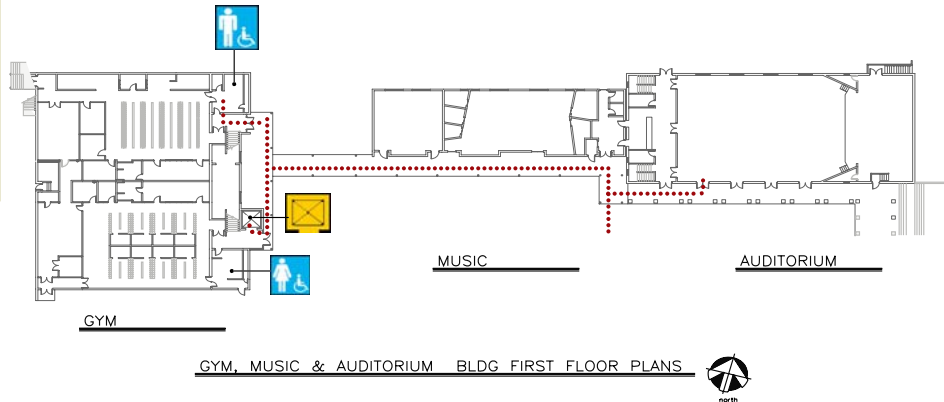 MUSIC
AUDITORIUM
GYM
GYM, MUSIC & AUDITORIUM BLDG FIRST FLOOR PLANS
north